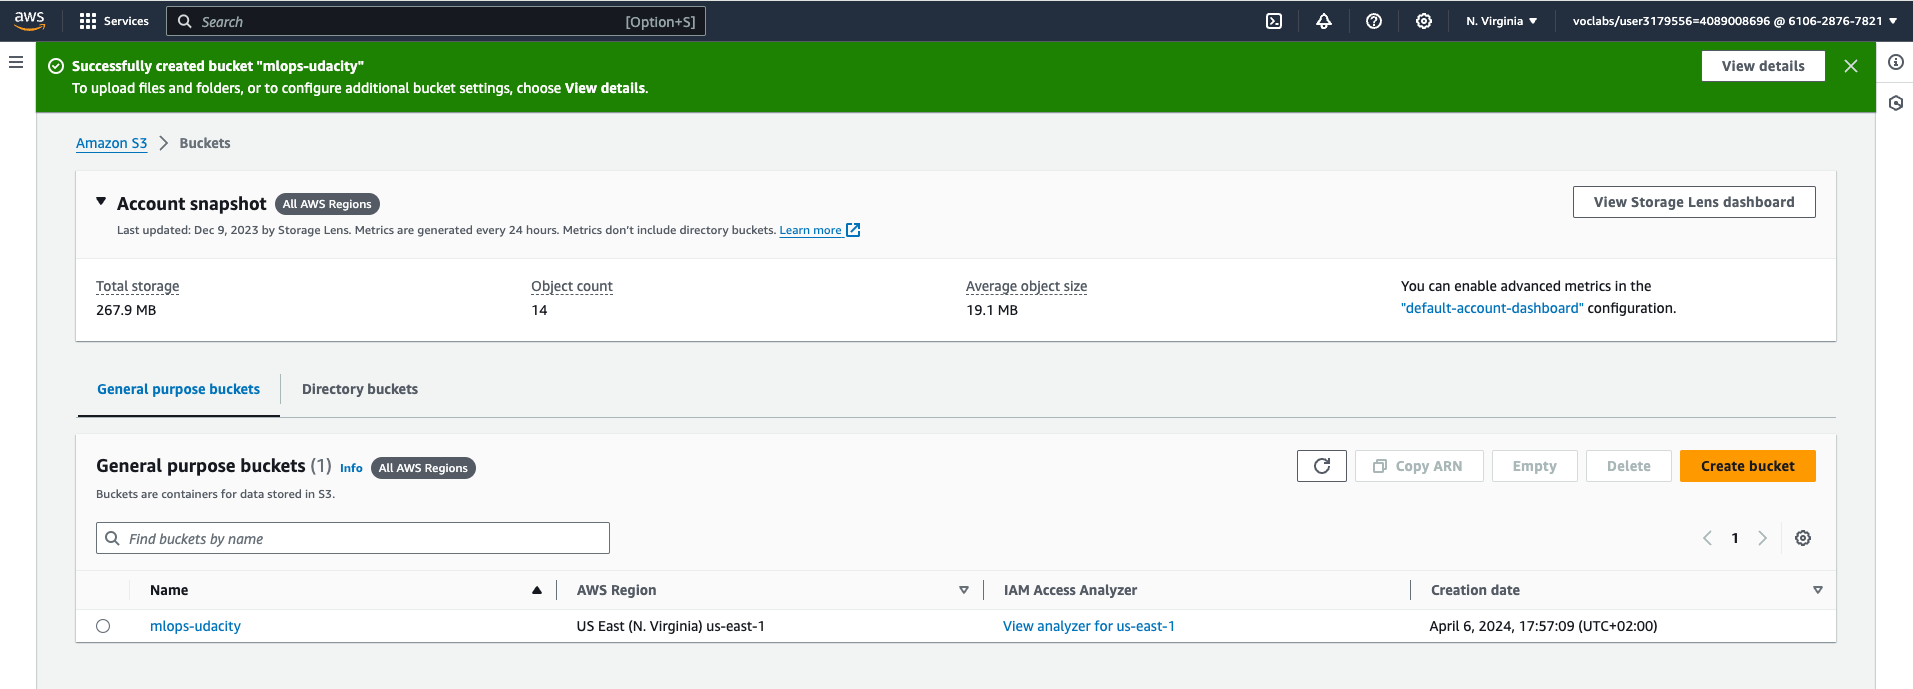 aws Services Search [Option+S] N. Virginia voclabs/user3179556=4089008696 @ 6106-2876-7821
Successfully created bucket "mlops-udacity"
To upload files and folders, or to configure additional bucket settings, choose View details.
View details
Amazon S3 Buckets
Account snapshot All AWS Regions
View Storage Lens dashboard
Last updated: Dec 9, 2023 by Storage Lens. Metrics are generated every 24 hours. Metrics don't include directory buckets. Learn more
Total storage Object count Average object size You can enable advanced metrics in the
267.9 MB 14 19.1 MB "default-account-dashboard" configuration.
General purpose buckets Directory buckets
General purpose buckets (1) Info All AWS Regions
Copy ARN Empty Delete Create bucket
Buckets are containers for data stored in S3.
Find buckets by name
1
Name AWS Region IAM Access Analyzer Creation date
mlops-udacity US East (N. Virginia) us-east-1 View analyzer for us-east-1 April 6, 2024, 17:57:09 (UTC+02:00)